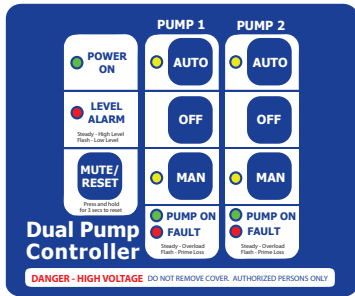 PUMP 1 PUMP 2
POWER
ON
AUTO AUTO
LEVEL
ALARM
Steady - High Level
Flash - Low Level
OFF OFF
MUTE/
RESET
Press and hold
for 3 secs to reset
MAN MAN
PUMP ON PUMP ON
FAULT FAULT
Steady - Overload Steady - Overload
Flash - Prime Loss Flash - Prime Loss
Dual Pump
Controller
DANGER - HIGH VOLTAGE DO NOT REMOVE COVER. AUTHORIZED PERSONS ONLY